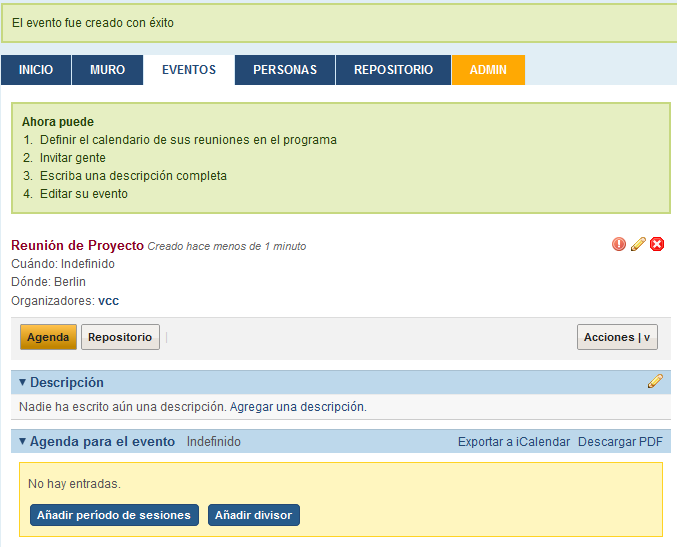 El evento fue creado con éxito
INICIO MURO EVENTOS PERSONAS REPOSITORIO ADMIN
Ahora puede
1. Definir el calendario de sus reuniones en el programa
2. Invitar gente
3. Escriba una descripción completa
4. Editar su evento
Reunión de Proyecto Creado hace menos de 1 minuto
Cuándo: Indefinido
Dónde: Berlin
Organizadores: vcc
Agenda Repositorio | Acciones | v
Descripción
Nadie ha escrito aún una descripción. Agregar una descripción.
Agenda para el evento Indefinido Exportar a iCalendar Descargar PDF
No hay entradas.
Añadir período de sesiones Añadir divisor